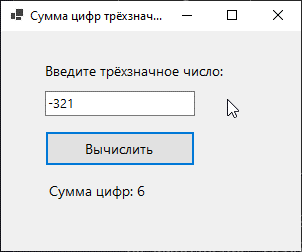 Сумма цифр трёхзнач...
Введите трёхзначное число:
-321
Вычислить
Сумма цифр: 6